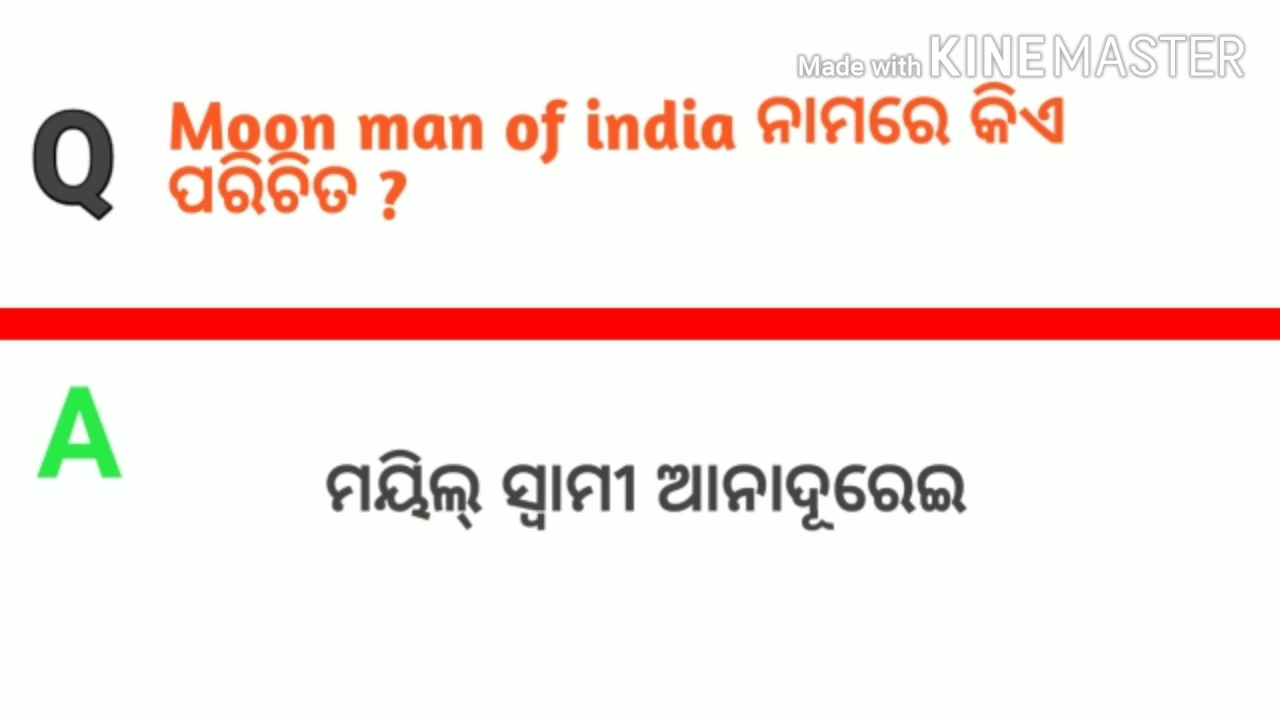 Made with KINEMASTER
Q
Moon man of india ନାମରେ କିଏ
ପରିଚିତ ?
A
ମୟିଲ୍ ସ୍ୱାମୀ ଆନାଦୂରେଇ